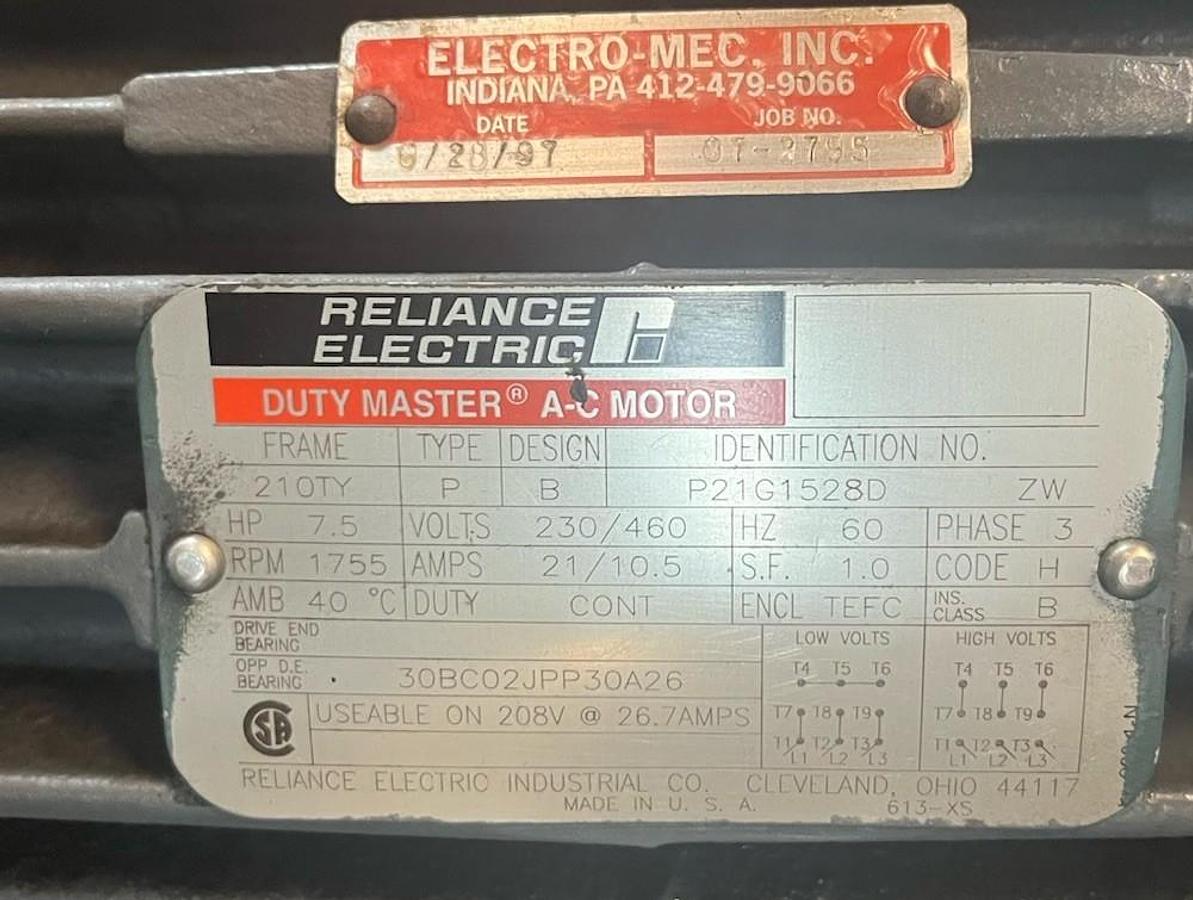 ELECTRO-MEC, INC.
INDIANA, PA 412-479-9066
DATE JOB NO.
/28/97 07-2795
RELIANCE
ELECTRIC
DUTY MASTER® A-C MOTOR
FRAME TYPE DESIGN IDENTIFICATION NO.
210TY P B P21G1528D ZW
HP 7.5 VOLTS 230/460 HZ 60 PHASE 3
RPM 1755 AMPS 21/10.5 S.F. 1.0 CODE H
AMB 40 °C DUTY CONT ENCL TEFC INS. CLASS B
DRIVE END
BEARING
OPP D.E.
BEARING 30BC02JPP30A26
LOW VOLTS HIGH VOLTS
T4 T5 T6 T4 T5 T6
SA USEABLE ON 208V @ 26.7AMPS
T7 T8 T9 T7 T8 T9
T1 T2 T3 T1 T2 T3
L1 L2 L3 L1 L2 L3
RELIANCE ELECTRIC INDUSTRIAL CO. CLEVELAND, OHIO 44117
MADE IN U. S. A. 613-XS